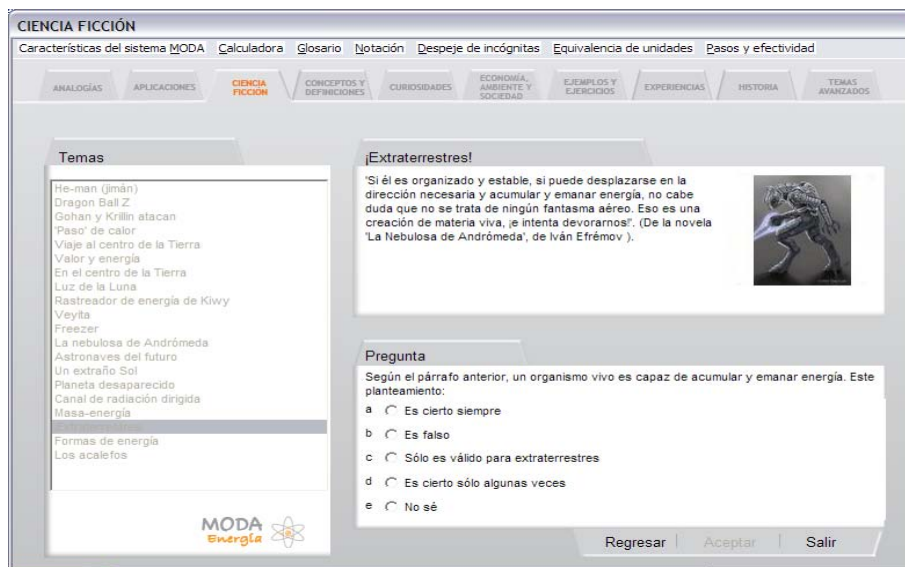 CIENCIA FICCIÓN
Características del sistema MODA Calculadora Glosario Notación Despeje de incógnitas Equivalencia de unidades Pasos y efectividad
ANALOGÍAS
APLICACIONES
CIENCIA
FICCIÓN
CONCEPTOS Y
DEFINICIONES
CURIOSIDADES
ECONOMÍA,
AMBIENTE Y
SOCIEDAD
EJEMPLOS Y
EJERCICIOS
EXPERIENCIAS
HISTORIA
TEMAS
AVANZADOS
Temas
He-man (jimán)
Dragon Ball Z
Gohan y Krillin atacan
'Paso' de calor
Viaje al centro de la Tierra
Valor y energía
En el centro de la Tierra
Luz de la Luna
Rastreador de energía de Kiwy
Veyita
Freezer
La nebulosa de Andrómeda
Astronaves del futuro
Un extraño Sol
Planeta desaparecido
Canal de radiación dirigida
Masa-energía
Extraterrestres
Formas de energía
Los acalefos
MODA
Energía
¡Extraterrestres!
'Si él es organizado y estable, si puede desplazarse en la
dirección necesaria y acumular y emanar energía, no cabe
duda que no se trata de ningún fantasma aéreo. Eso es una
creación de materia viva, ¡e intenta devorarnos!'. (De la novela
'La Nebulosa de Andrómeda', de Iván Efrémov ).
Pregunta
Según el párrafo anterior, un organismo vivo es capaz de acumular y emanar energía. Este
planteamiento:
a Es cierto siempre
b Es falso
c Sólo es válido para extraterrestres
d Es cierto sólo algunas veces
e No sé
Regresar Aceptar Salir